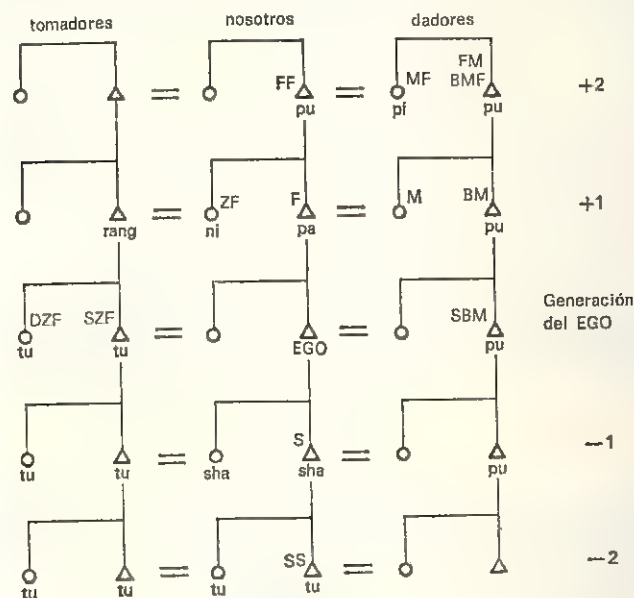 tomadores nosotros dadores
FF MF FM BMF +2
pu pi pu
ZF F M BM +1
rang ni pa pu
DZF SZF SBM Generación del EGO
tu tu EGO pu
S −1
tu tu sha sha pu
SS −2
tu tu tu tu